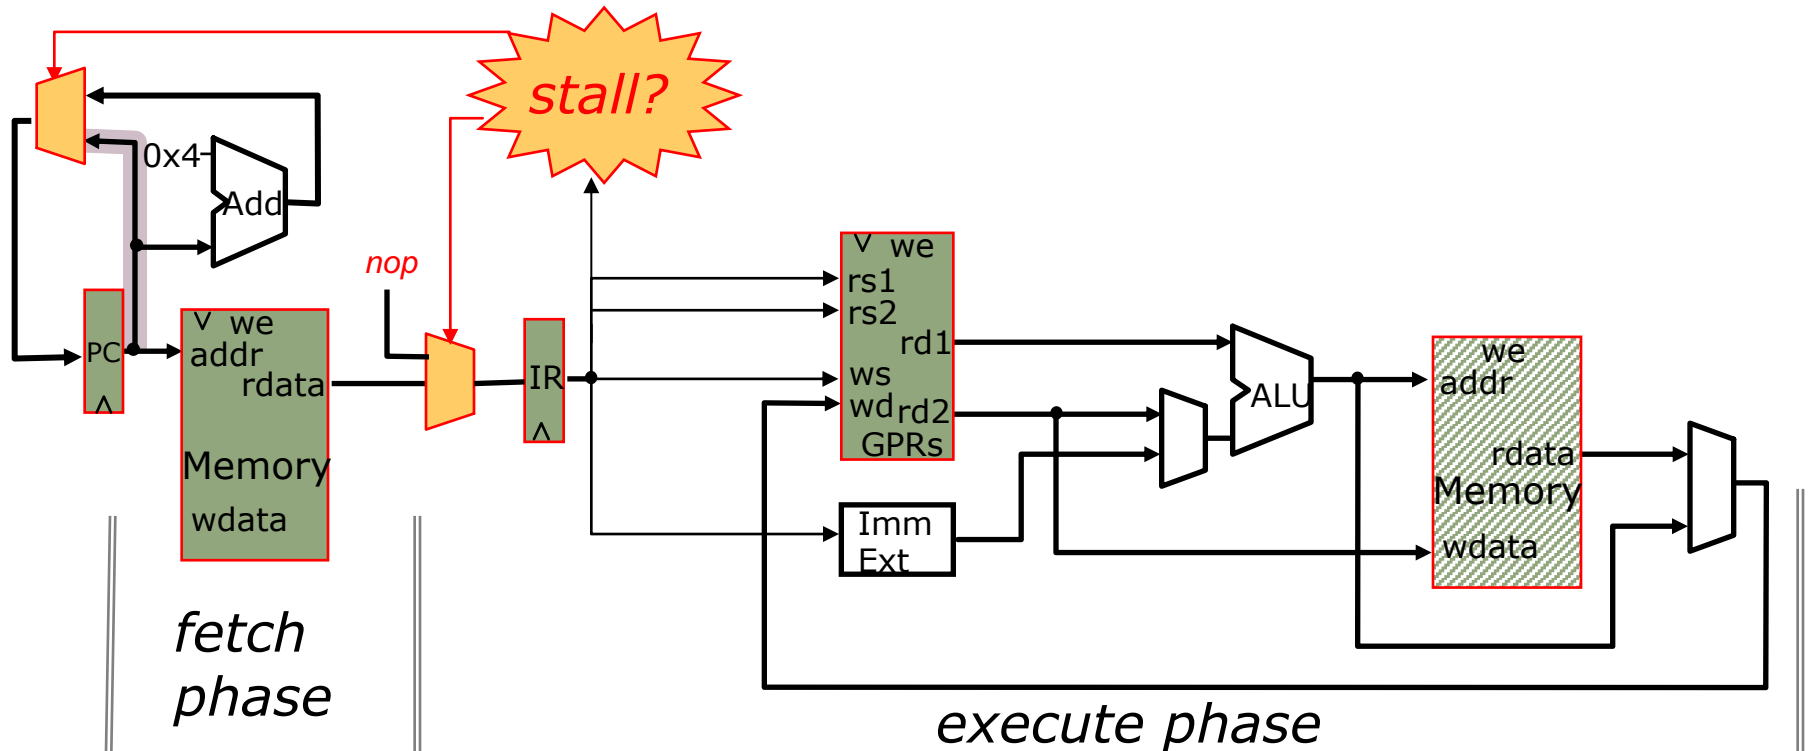 stall?
0x4
Add
nop
PC
we
addr
rdata
Memory
wdata
IR
we
rs1
rs2
rd1
ws
wd
rd2
GPRs
ALU
Imm
Ext
we
addr
rdata
Memory
wdata
fetch
phase
execute phase